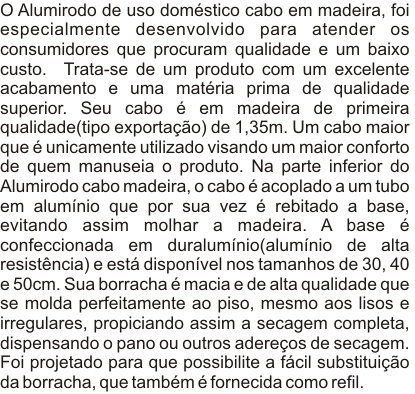 O Alumirodo de uso doméstico cabo em madeira, foi
especialmente desenvolvido para atender os
consumidores que procuram qualidade e um baixo
custo. Trata-se de um produto com um excelente
acabamento e uma matéria prima de qualidade
superior. Seu cabo é em madeira de primeira
qualidade(tipo exportação) de 1,35m. Um cabo maior
que é unicamente utilizado visando um maior conforto
de quem manuseia o produto. Na parte inferior do
Alumirodo cabo madeira, o cabo é acoplado a um tubo
em alumínio que por sua vez é rebitado a base,
evitando assim molhar a madeira. A base é
confeccionada em duralumínio(alumínio de alta
resistência) e está disponível nos tamanhos de 30, 40
e 50cm. Sua borracha é macia e de alta qualidade que
se molda perfeitamente ao piso, mesmo aos lisos e
irregulares, propiciando assim a secagem completa,
dispensando o pano ou outros adereços de secagem.
Foi projetado para que possibilite a fácil substituição
da borracha, que também é fornecida como refil.